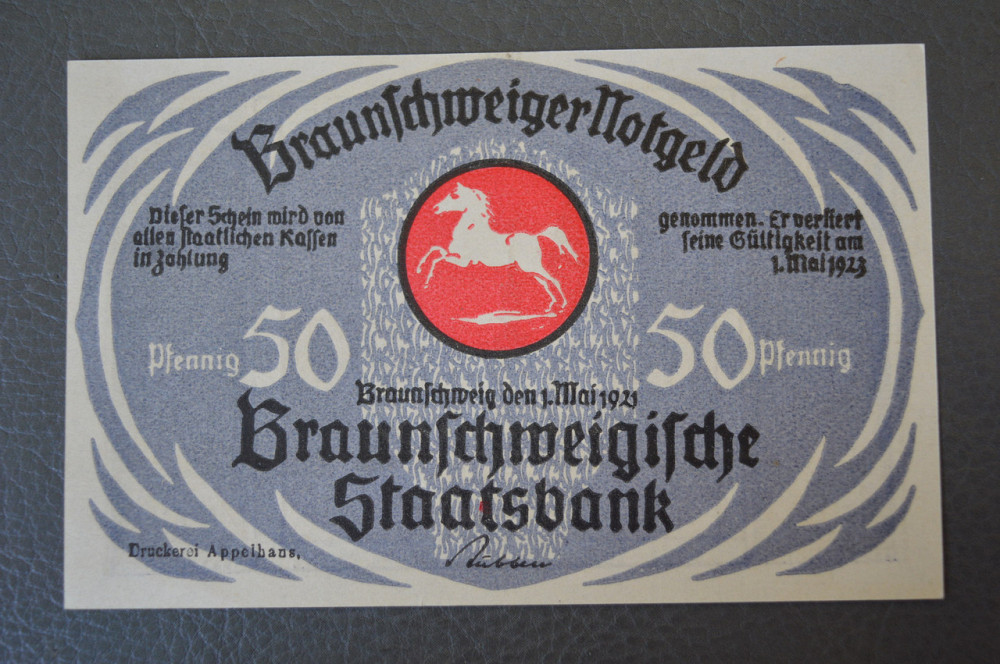 Braunschweiger Notgeld
Dieser Schein wird von
allen staatlichen Kassen
in Zahlung
genommen. Er verliert
seine Gültigkeit am
1. Mai 1923
Pfennig 50
50 Pfennig
Braunschweig den 1. Mai 1921
Braunschweigische
Staatsbank
Druckerei Appelhans.